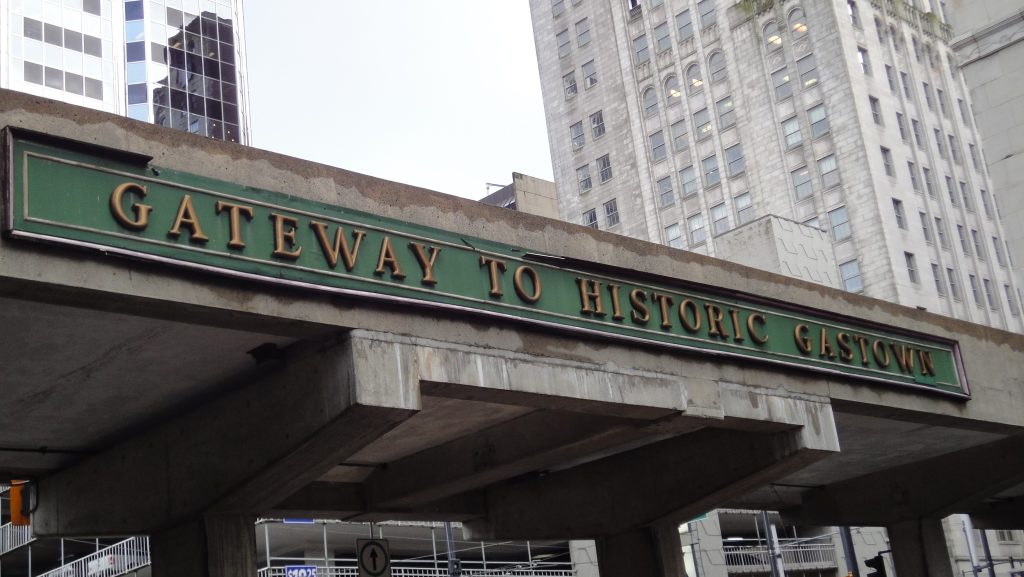 GATEWAY TO HISTORIC GASTOWN